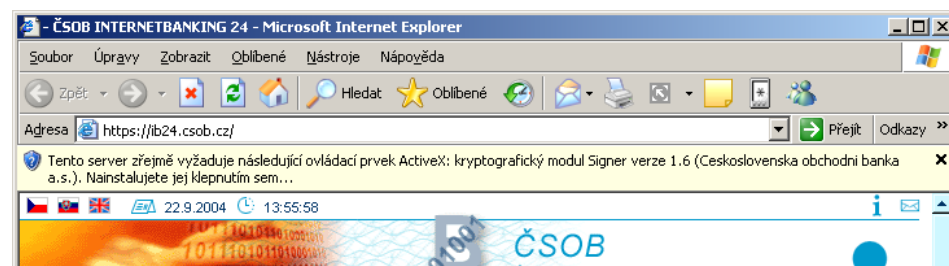 - ČSOB INTERNETBANKING 24 - Microsoft Internet Explorer
Soubor Úpravy Zobrazit Oblíbené Nástroje Nápověda
Zpět Hledat Oblíbené
Adresa https://ib24.csob.cz/ Přejít Odkazy »
Tento server zřejmě vyžaduje následující ovládací prvek ActiveX: kryptografický modul Signer verze 1.6 (Ceskoslovenska obchodni banka
a.s.). Nainstalujete jej klepnutím sem...
22.9.2004 13:55:58
ČSOB